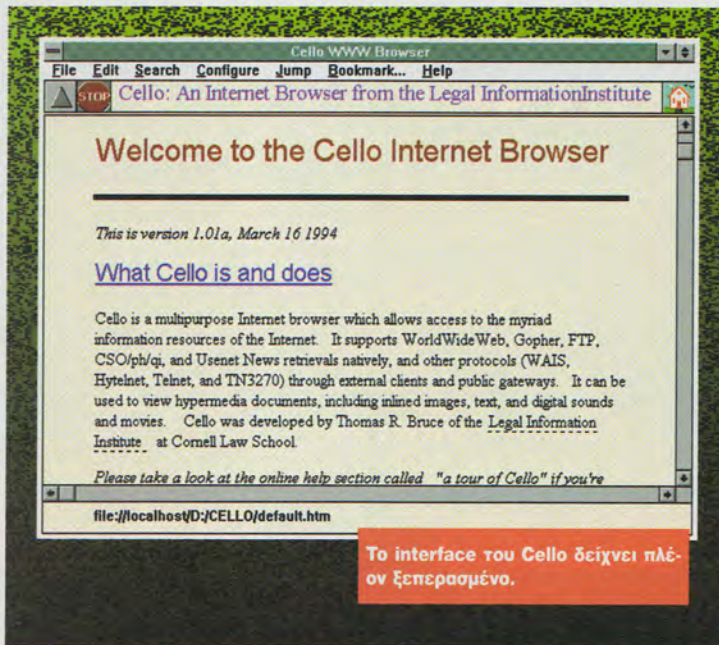 Cello WWW Browser
File Edit Search Configure Jump Bookmark... Help
STOP Cello: An Internet Browser from the Legal InformationInstitute
Welcome to the Cello Internet Browser
This is version 1.01a, March 16 1994
What Cello is and does
Cello is a multipurpose Internet browser which allows access to the myriad
information resources of the Internet. It supports WorldWideWeb, Gopher, FTP,
CSO/ph/qi, and Usenet News retrievals natively, and other protocols (WAIS,
Hytelnet, Telnet, and TN3270) through external clients and public gateways. It can be
used to view hypermedia documents, including inlined images, text, and digital sounds
and movies. Cello was developed by Thomas R. Bruce of the Legal Information
Institute at Cornell Law School.
Please take a look at the online help section called "a tour of Cello" if you're
file://localhost/D:/CELLO/default.htm
Το interface του Cello δείχνει πλέ-
ον ξεπερασμένο.